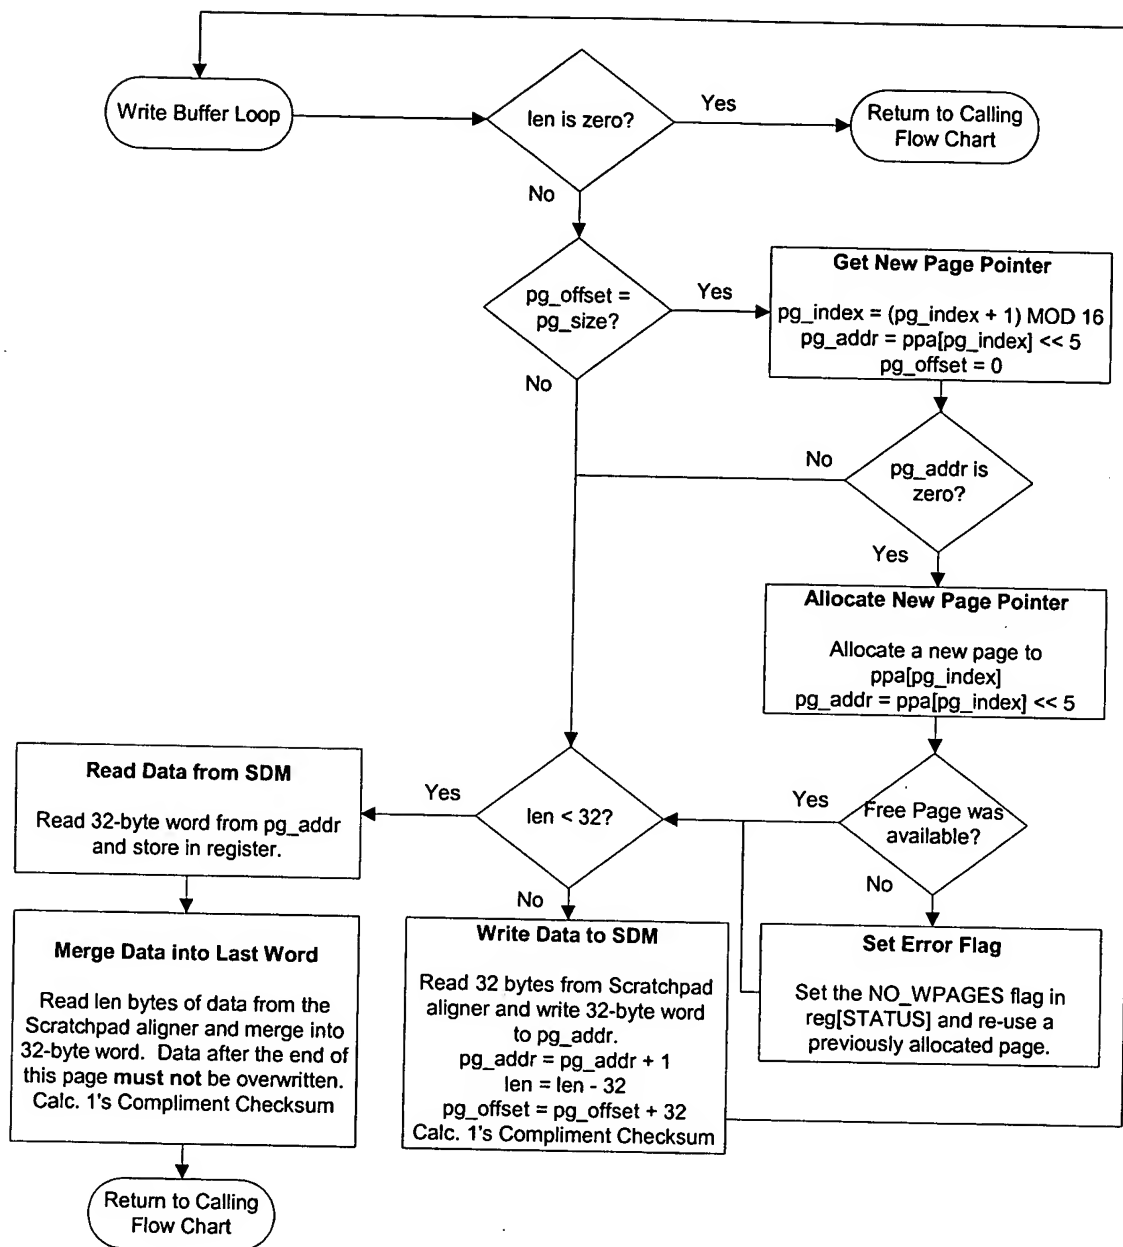 Write Buffer Loop
len is zero?
Yes
Return to Calling
Flow Chart
No
pg_offset =
pg_size?
Yes
No
Get New Page Pointer
pg_index = (pg_index + 1) MOD 16
pg_addr = ppa[pg_index] << 5
pg_offset = 0
No
pg_addr is
zero?
Yes
Allocate New Page Pointer
Allocate a new page to
ppa[pg_index]
pg_addr = ppa[pg_index] << 5
Read Data from SDM
Read 32-byte word from pg_addr
and store in register.
Yes
len < 32?
No
Yes
Free Page was
available?
No
Merge Data into Last Word
Read len bytes of data from the
Scratchpad aligner and merge into
32-byte word. Data after the end of
this page must not be overwritten.
Calc. 1's Compliment Checksum
Write Data to SDM
Read 32 bytes from Scratchpad
aligner and write 32-byte word
to pg_addr.
pg_addr = pg_addr + 1
len = len - 32
pg_offset = pg_offset + 32
Calc. 1's Compliment Checksum
Set Error Flag
Set the NO_WPAGES flag in
reg[STATUS] and re-use a
previously allocated page.
Return to Calling
Flow Chart